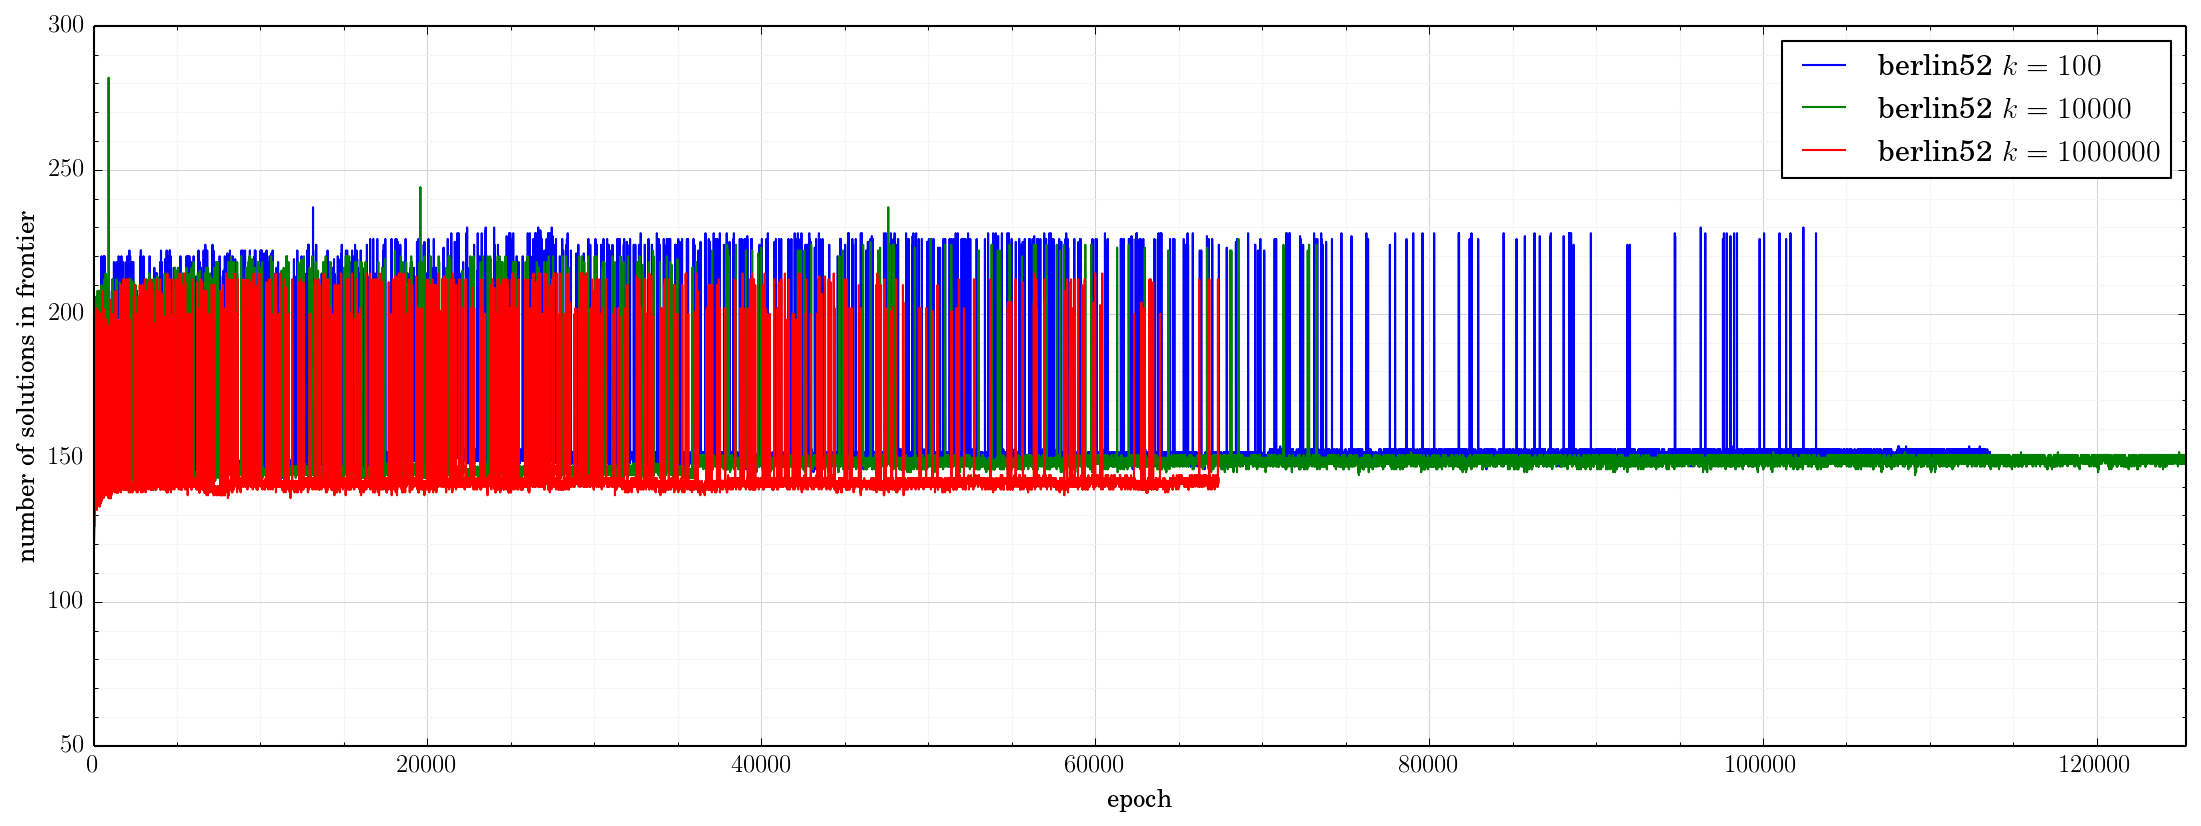 300
250
200
150
100
50
number of solutions in frontier
0 20000 40000 60000 80000 100000 120000
epoch
berlin52 k = 100
berlin52 k = 10000
berlin52 k = 1000000